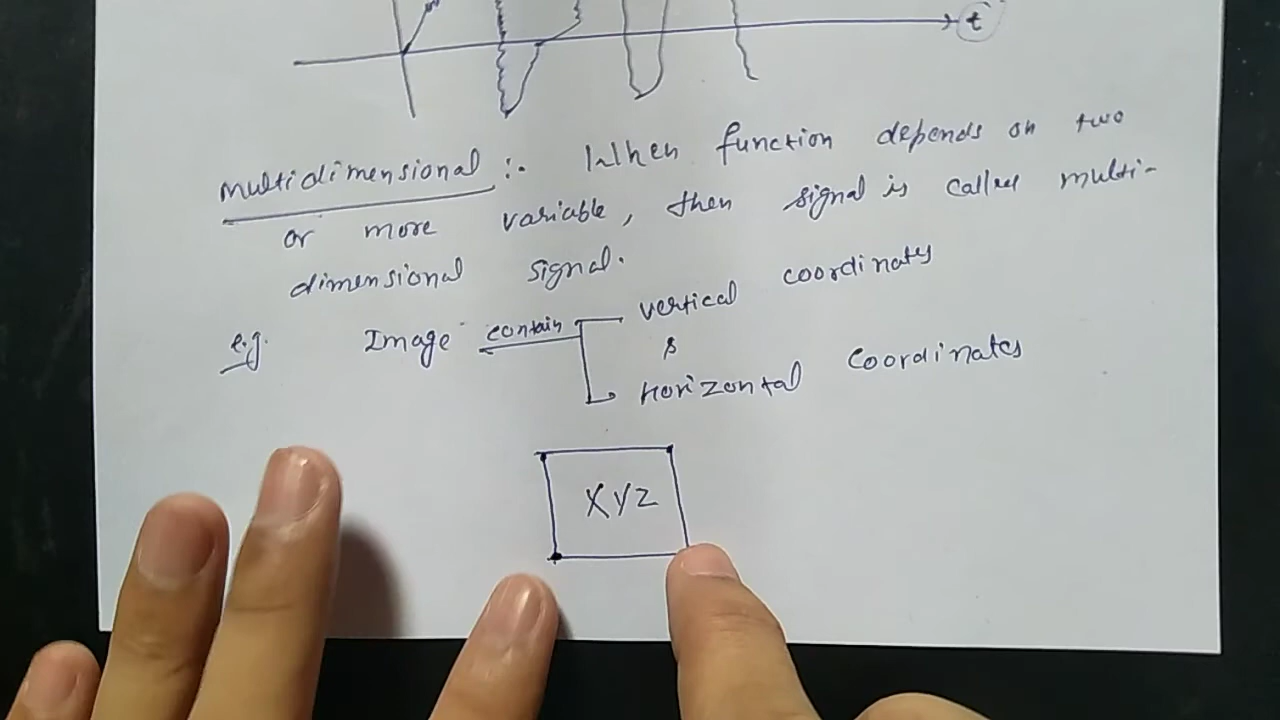 t
Multidimensional :- When function depends on two
or more variable, then signal is called multi-
dimensional signal.
e.g. Image contain vertical coordinates
&
Horizontal coordinates
XYZ